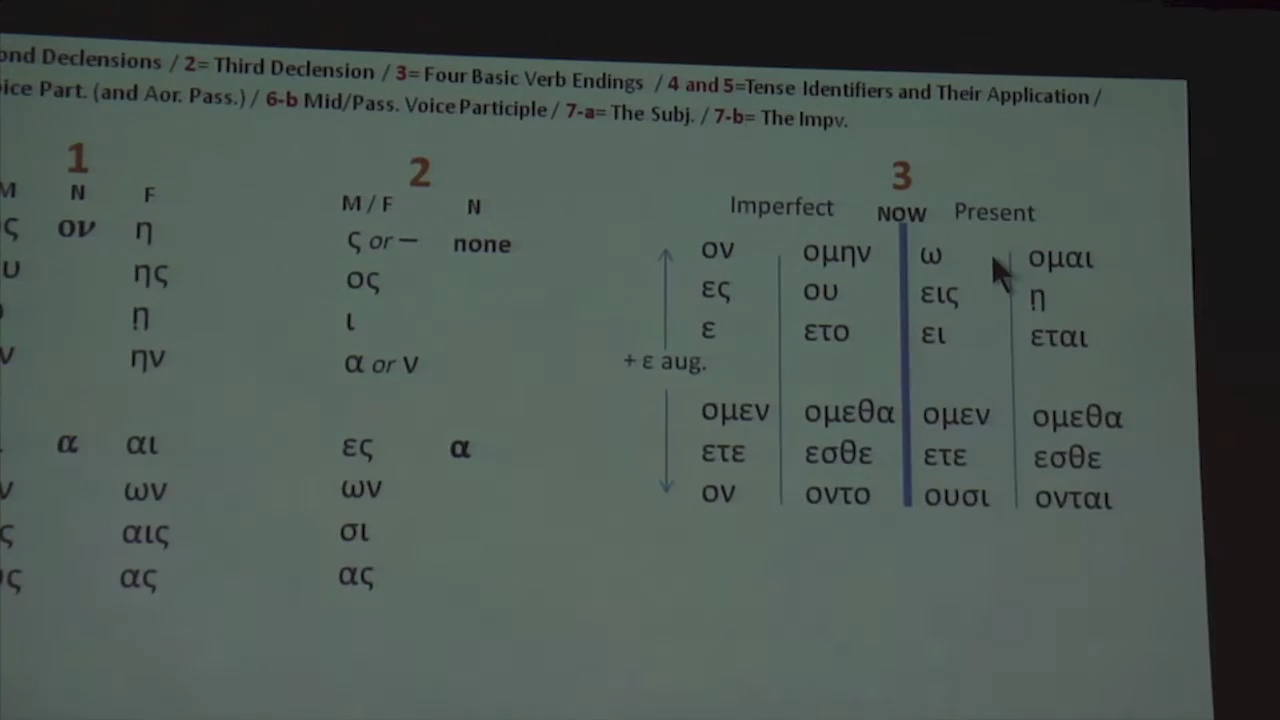 Declensions / 2= Third Declension / 3= Four Basic Verb Endings / 4 and 5=Tense Identifiers and Their Application /
Part. (and Aor. Pass.) / 6-b Mid/Pass. Voice Participle / 7-a= The Subj. / 7-b= The Impv.
1 2 3
M N F M / F N Imperfect NOW Present
ον η ς or – none ον ομην ω ομαι
ης ος ες ου εις ῃ
ῃ ι ε ετο ει εται
ην α or ν + ε aug.
α αι ες α ομεν ομεθα ομεν ομεθα
ων ων ετε εσθε ετε εσθε
αις σι ον οντο ουσι ονται
ας ας